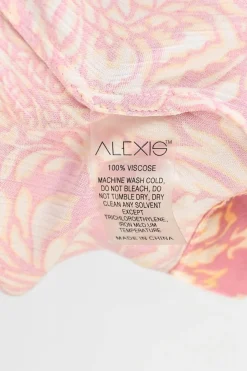 ALEXIS™
100% VISCOSE
MACHINE WASH COLD,
DO NOT BLEACH, DO
NOT TUMBLE DRY, DRY
CLEAN ANY SOLVENT
EXCEPT
TRICHLOROETHYLENE,
IRON MEDIUM
TEMPERATURE
MADE IN CHINA